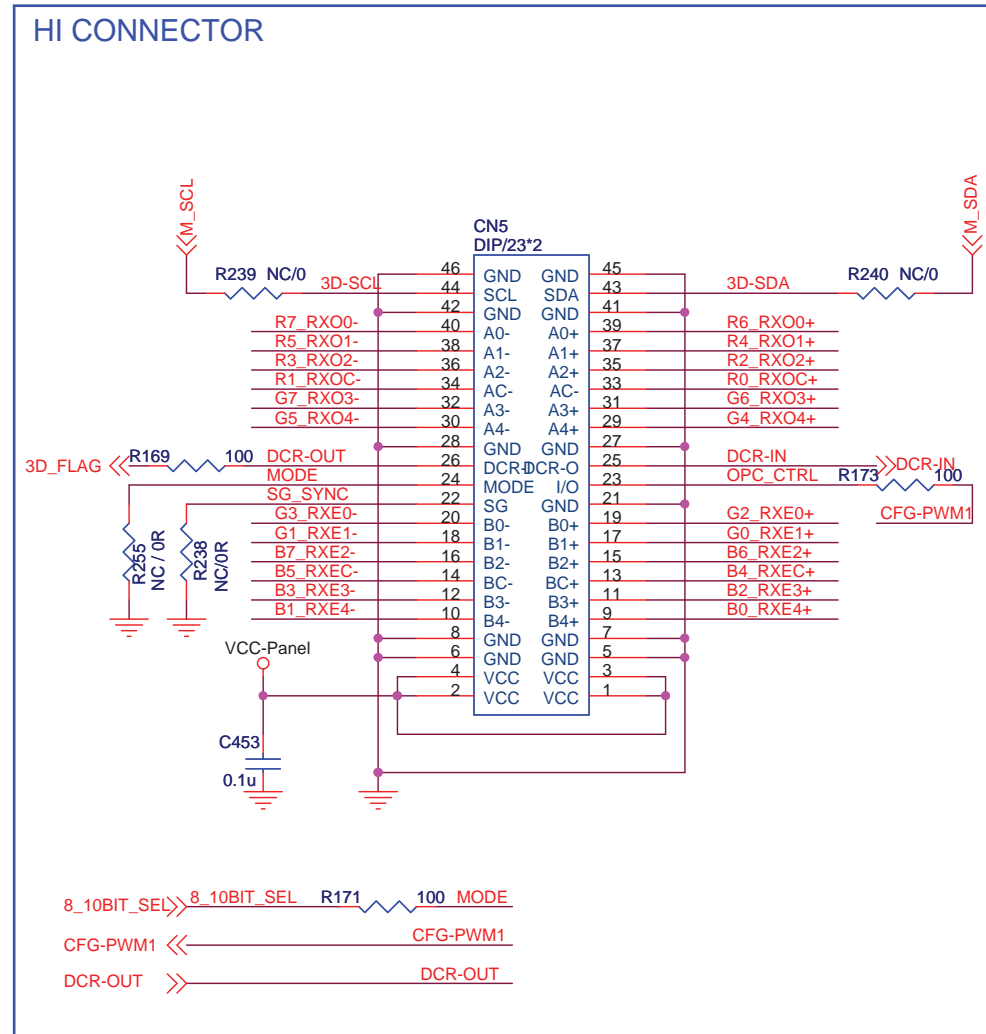 HI CONNECTOR
M_SCL
M_SDA
CN5
DIP/23*2
R239 NC/0
3D-SCL
46 GND GND 45
44 SCL SDA 43
3D-SDA
R240 NC/0
42 GND GND 41
R7_RXO0- 40 A0- A0+ 39 R6_RXO0+
R5_RXO1- 38 A1- A1+ 37 R4_RXO1+
R3_RXO2- 36 A2- A2+ 35 R2_RXO2+
R1_RXOC- 34 AC- AC- 33 R0_RXOC+
G7_RXO3- 32 A3- A3+ 31 G6_RXO3+
G5_RXO4- 30 A4- A4+ 29 G4_RXO4+
28 GND GND 27
3D_FLAG R169 100 DCR-OUT 26 DCR-I DCR-O 25 DCR-IN DCR-IN
MODE 24 MODE I/O 23 OPC_CTRL R173 100
SG_SYNC 22 SG GND 21
G3_RXE0- 20 B0- B0+ 19 G2_RXE0+ CFG-PWM1
G1_RXE1- 18 B1- B1+ 17 G0_RXE1+
B7_RXE2- 16 B2- B2+ 15 B6_RXE2+
B5_RXEC- 14 BC- BC+ 13 B4_RXEC+
B3_RXE3- 12 B3- B3+ 11 B2_RXE3+
B1_RXE4- 10 B4- B4+ 9 B0_RXE4+
R255
NC / 0R
R238
NC/0R
8 GND GND 7
6 GND GND 5
VCC-Panel
4 VCC VCC 3
2 VCC VCC 1
C453
0.1u
8_10BIT_SEL 8_10BIT_SEL R171 100 MODE
CFG-PWM1 CFG-PWM1
DCR-OUT DCR-OUT